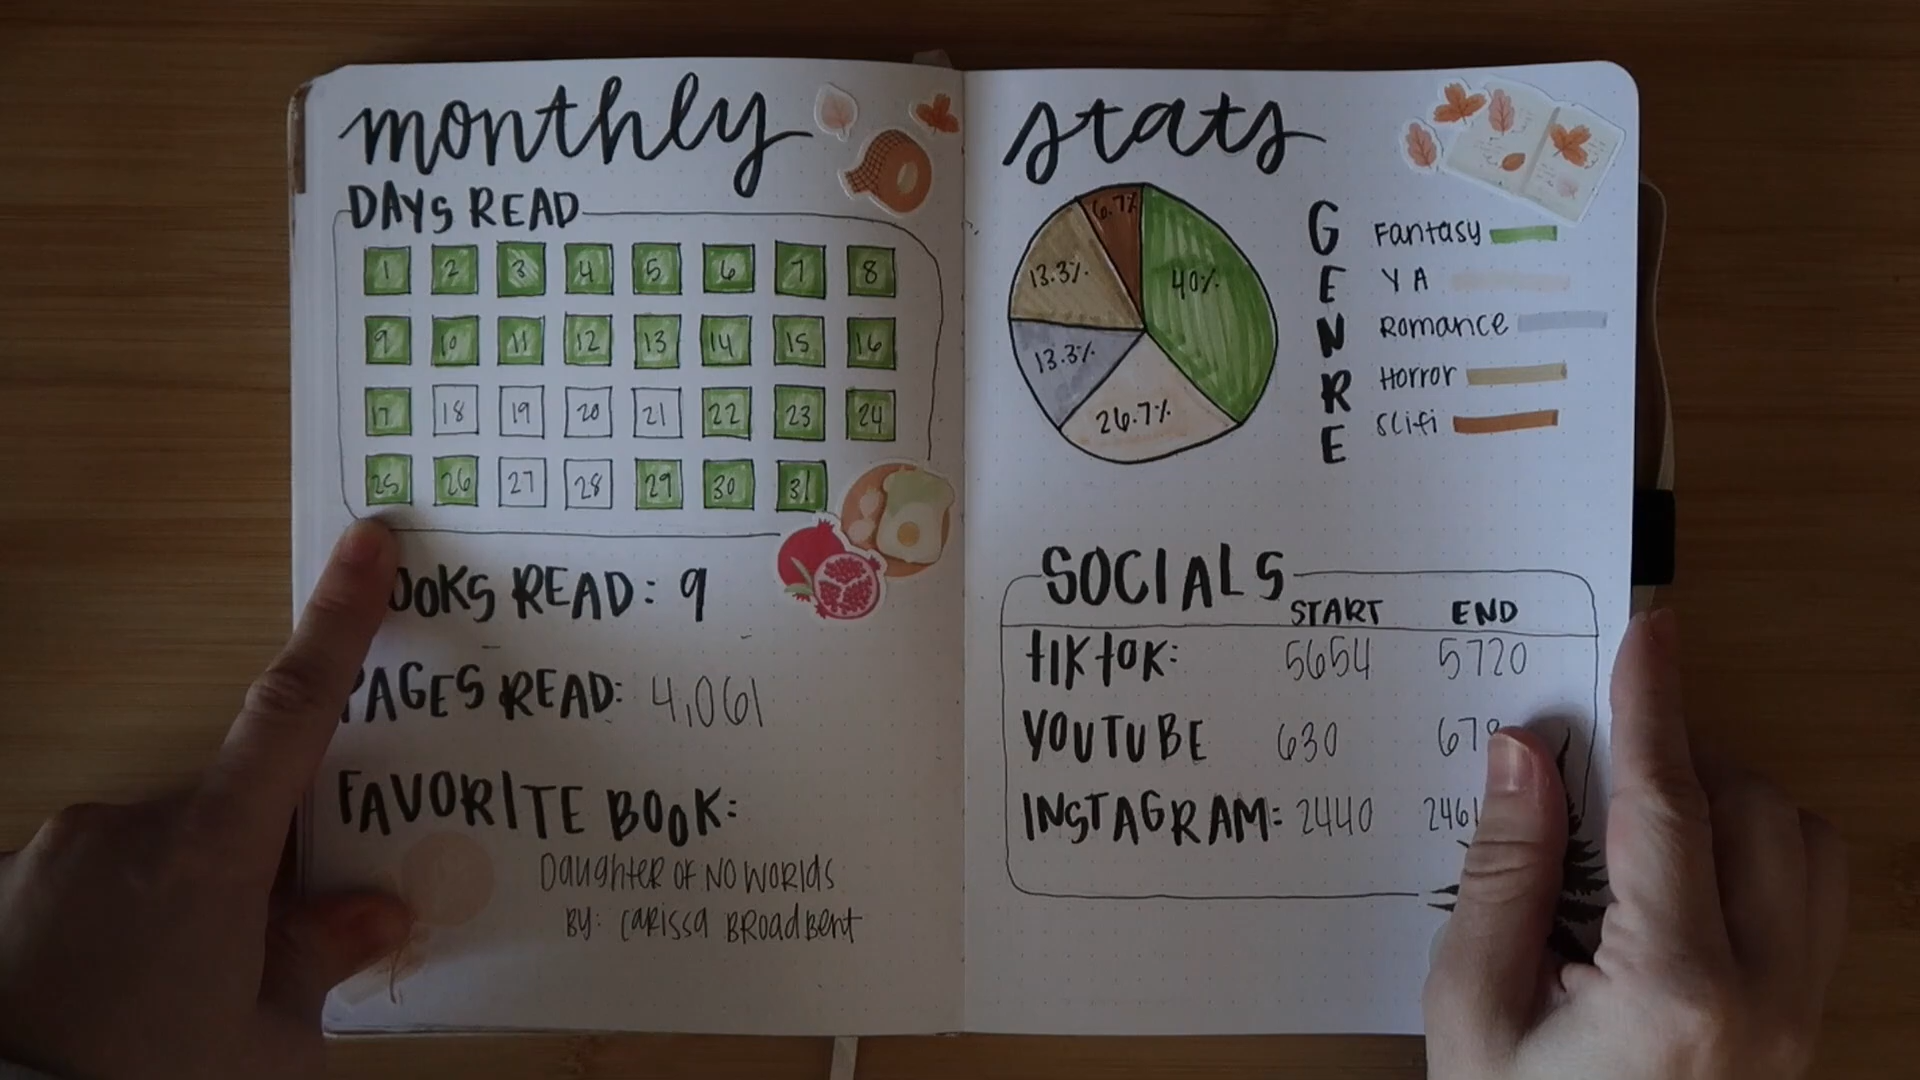 monthly
DAYS READ
1 2 3 4 5 6 7 8
9 10 11 12 13 14 15 16
17 18 19 20 21 22 23 24
25 26 27 28 29 30 31
OOKS READ: 9
PAGES READ: 4,061
FAVORITE BOOK:
DaughteR OF NO WORlds
BY: CaRissa BRoadBent
stats
6.7%
40%
13.3%
13.3%
26.7%
GENRE
Fantasy
YA
Romance
Horror
Scifi
SOCIALS
START END
tIKtOK: 5654 5720
YOUTUBE 630
INSTAGRAM: 2440